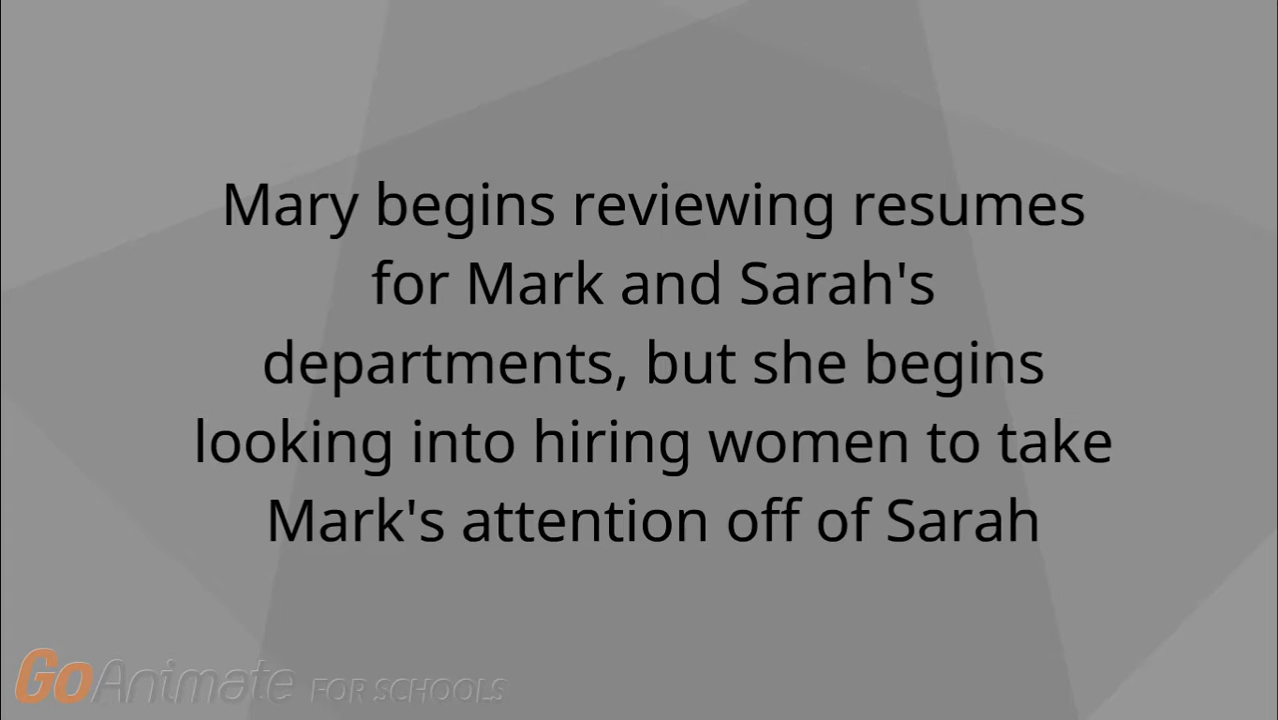 Mary begins reviewing resumes
for Mark and Sarah's
departments, but she begins
looking into hiring women to take
Mark's attention off of Sarah
GoAnimate FOR SCHOOLS